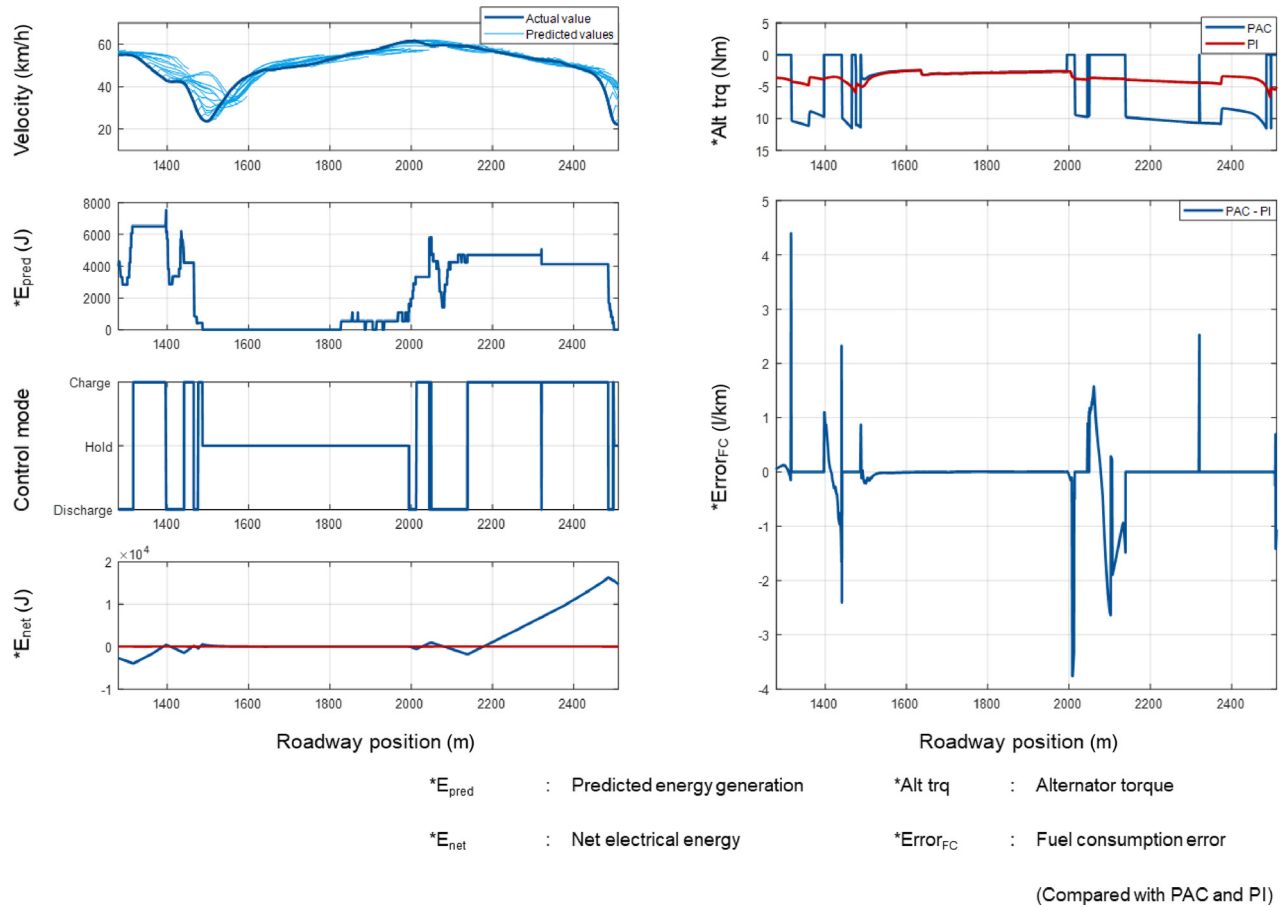 Actual value
Predicted values
Velocity (km/h)
60
40
20
1400 1600 1800 2000 2200 2400
*Epred (J)
8000
6000
4000
2000
0
1400 1600 1800 2000 2200 2400
Control mode
Charge
Hold
Discharge
1400 1600 1800 2000 2200 2400
*Enet (J)
×10^4
2
1
0
-1
1400 1600 1800 2000 2200 2400
Roadway position (m)
PAC
PI
*Alt trq (Nm)
5
0
5
10
15
1400 1600 1800 2000 2200 2400
PAC - PI
*ErrorFC (l/km)
5
4
3
2
1
0
-1
-2
-3
-4
1400 1600 1800 2000 2200 2400
Roadway position (m)
*Epred : Predicted energy generation *Alt trq : Alternator torque
*Enet : Net electrical energy *ErrorFC : Fuel consumption error
(Compared with PAC and PI)